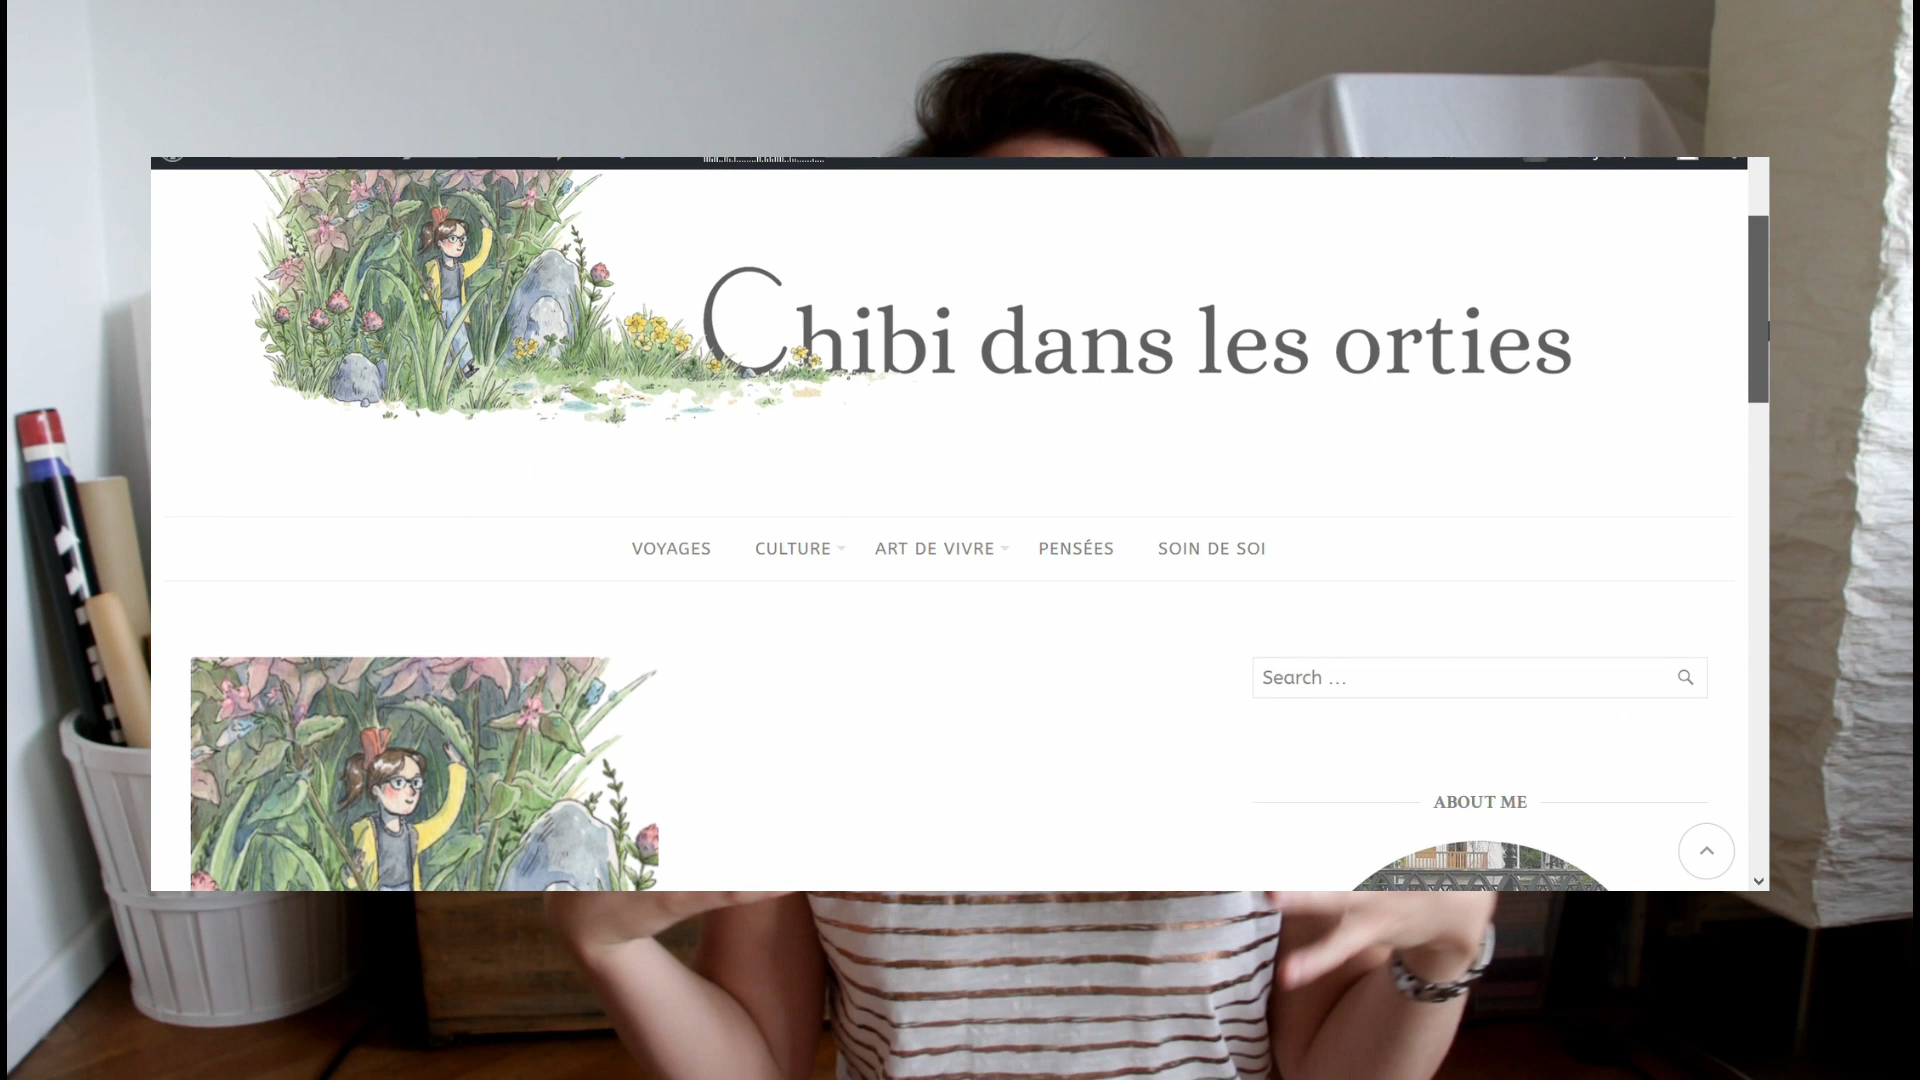 Chibi dans les orties
VOYAGES CULTURE ART DE VIVRE PENSÉES SOIN DE SOI
Search ...
ABOUT ME